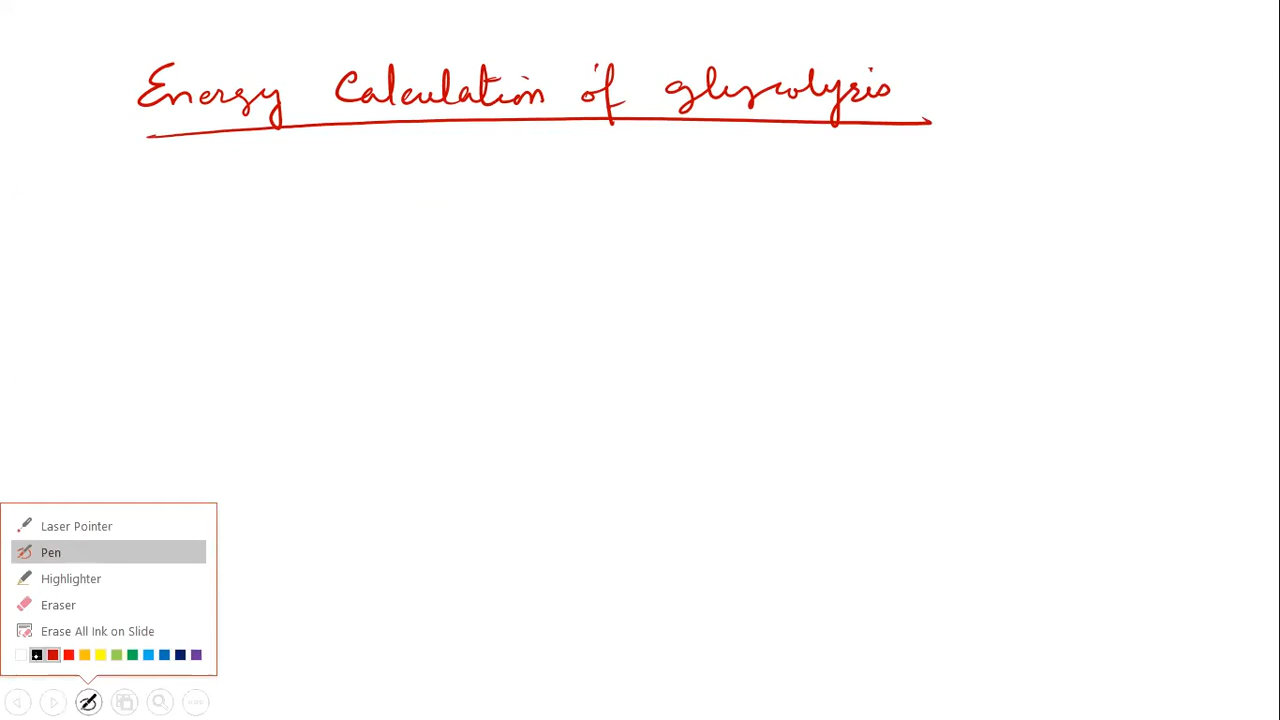 Energy Calculation of glycolysis
Laser Pointer
Pen
Highlighter
Eraser
Erase All Ink on Slide